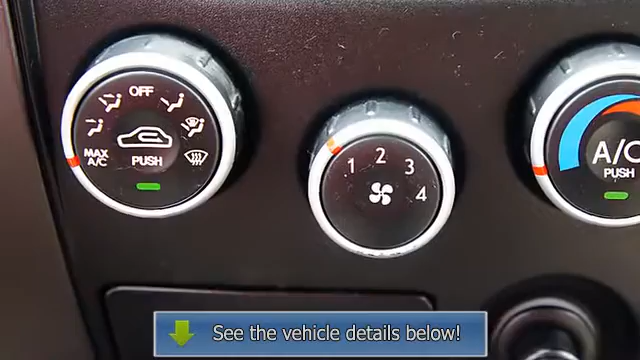 OFF
MAX
A/C
PUSH
1 2 3 4
A/C
PUSH
See the vehicle details below!